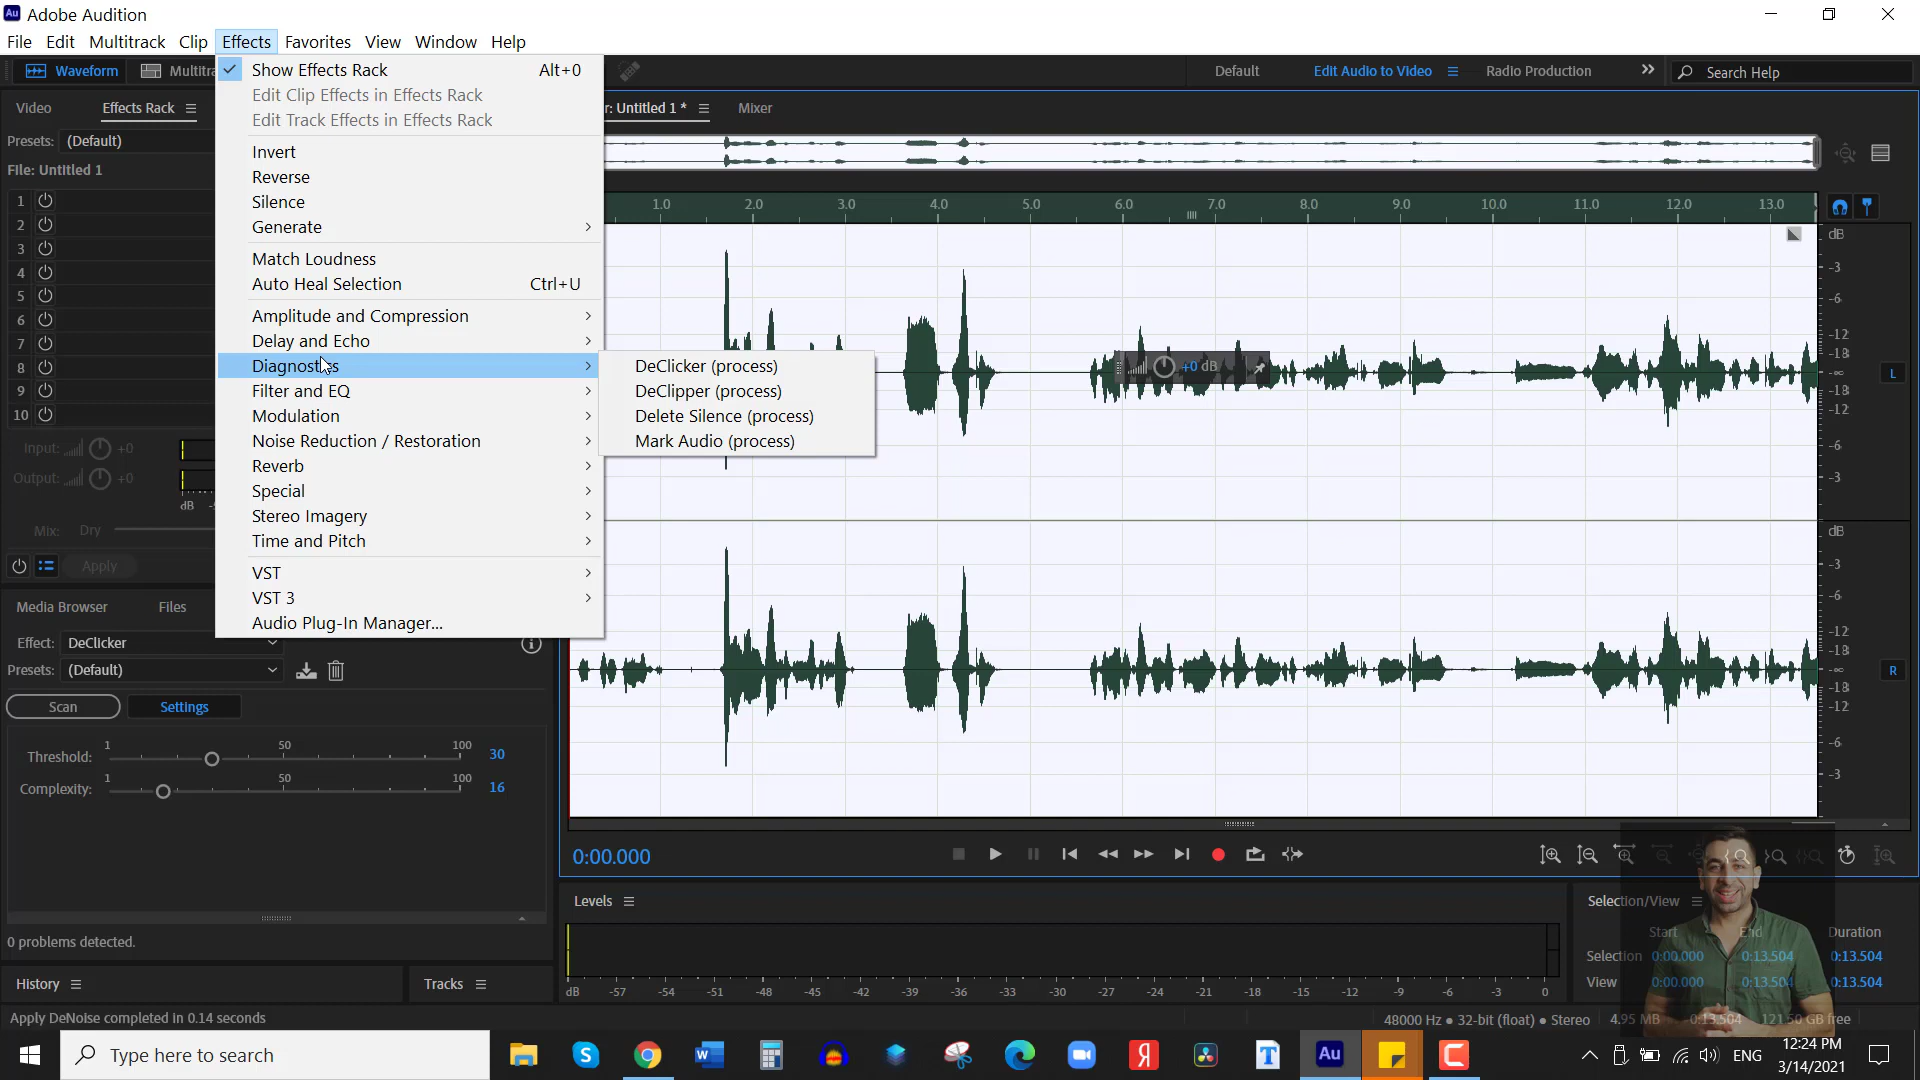 Au Adobe Audition
File Edit Multitrack Clip Effects Favorites View Window Help
Waveform Multitra Default Edit Audio to Video Radio Production Search Help
Show Effects Rack Alt+0
Edit Clip Effects in Effects Rack
Edit Track Effects in Effects Rack
Invert
Reverse
Silence
Generate
Match Loudness
Auto Heal Selection Ctrl+U
Amplitude and Compression
Delay and Echo
Diagnostics
Filter and EQ
Modulation
Noise Reduction / Restoration
Reverb
Special
Stereo Imagery
Time and Pitch
VST
VST 3
Audio Plug-In Manager...
DeClicker (process)
DeClipper (process)
Delete Silence (process)
Mark Audio (process)
Video Effects Rack
Presets: (Default)
File: Untitled 1
1
2
3
4
5
6
7
8
9
10
Input: +0
Output: +0
dB
Mix: Dry
Apply
Media Browser Files
Effect: DeClicker
Presets: (Default)
Scan Settings
1 50 100
Threshold: 30
1 50 100
Complexity: 16
0 problems detected.
History Tracks
r: Untitled 1 * Mixer
1.0 2.0 3.0 4.0 5.0 6.0 7.0 8.0 9.0 10.0 11.0 12.0 13.0
dB
-3
-6
-12
-18
-∞
-18
-12
-6
-3
L
+0 dB
dB
-3
-6
-12
-18
-∞
-18
-12
-6
-3
R
0:00.000
Levels
dB -57 -54 -51 -48 -45 -42 -39 -36 -33 -30 -27 -24 -21 -18 -15 -12 -9 -6 -3 0
Selection/View
Start End Duration
Selection 0:00.000 0:13.504 0:13.504
View 0:00.000 0:13.504 0:13.504
Apply DeNoise completed in 0.14 seconds
48000 Hz • 32-bit (float) • Stereo 4.95 MB 0:13.504 121.50 GB free
Type here to search
Au
ENG
12:24 PM
3/14/2021